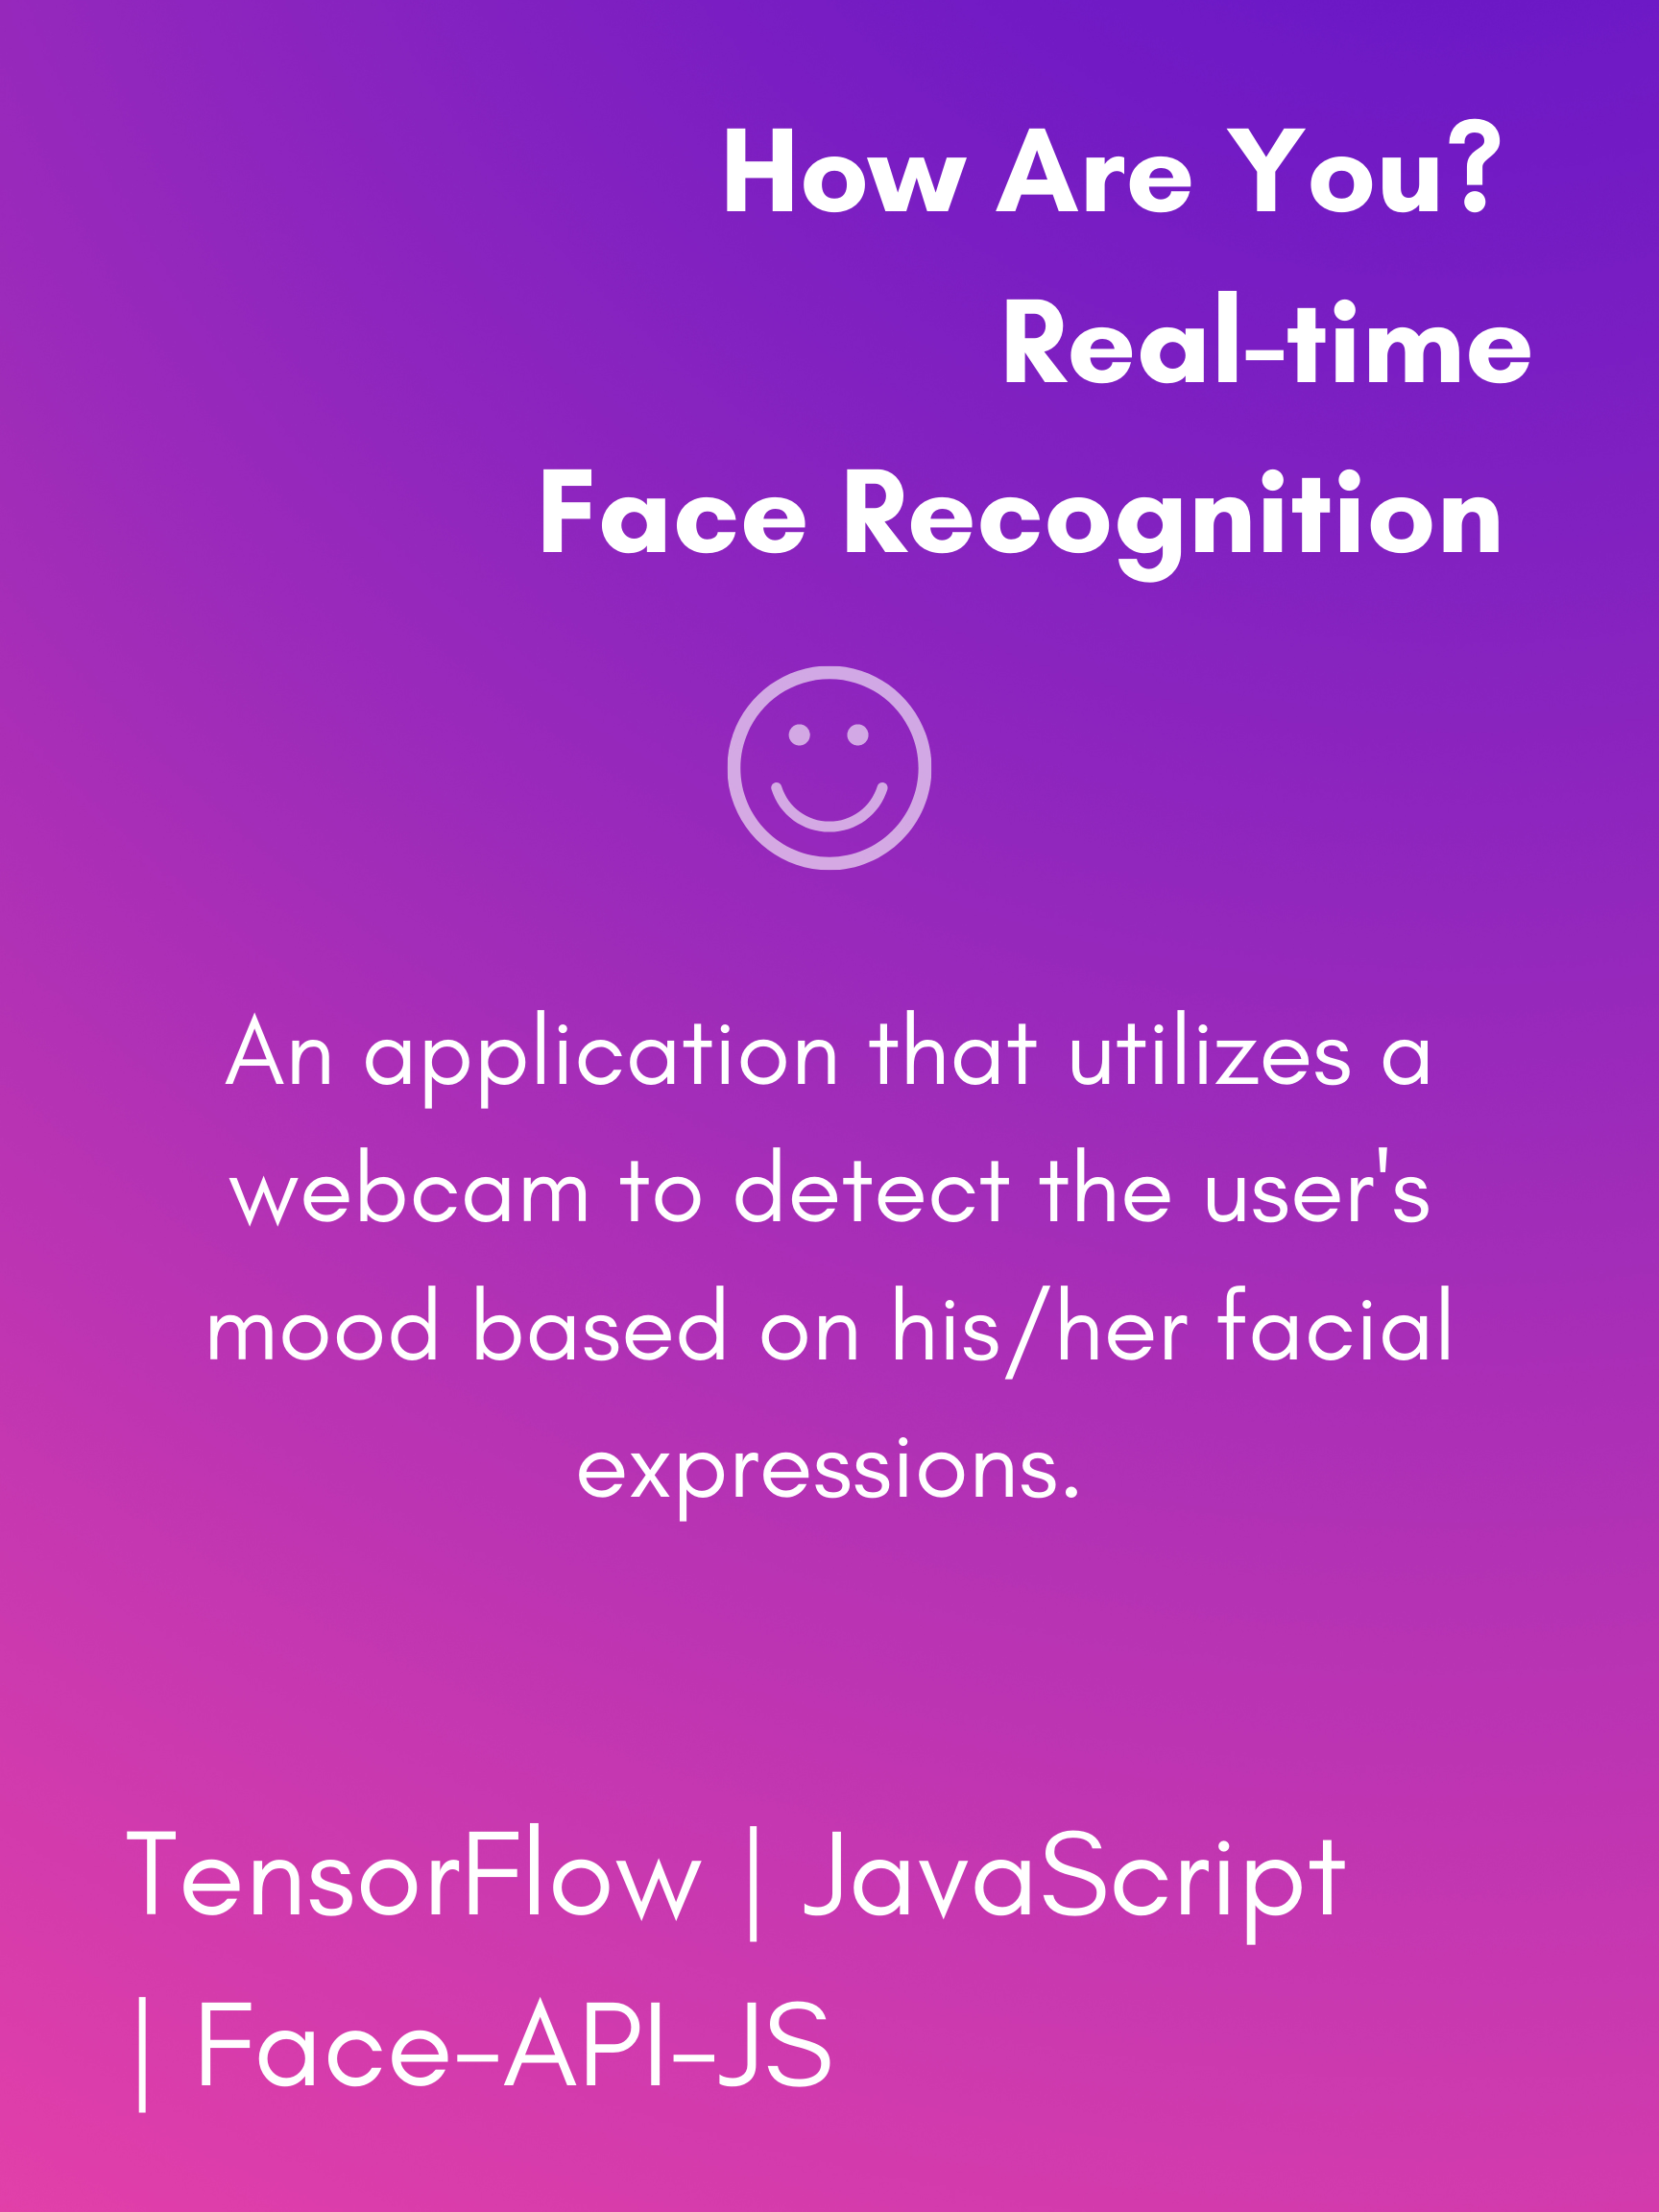 How Are You?
Real-time
Face Recognition
An application that utilizes a
webcam to detect the user's
mood based on his/her facial
expressions.
TensorFlow | JavaScript
| Face-API-JS